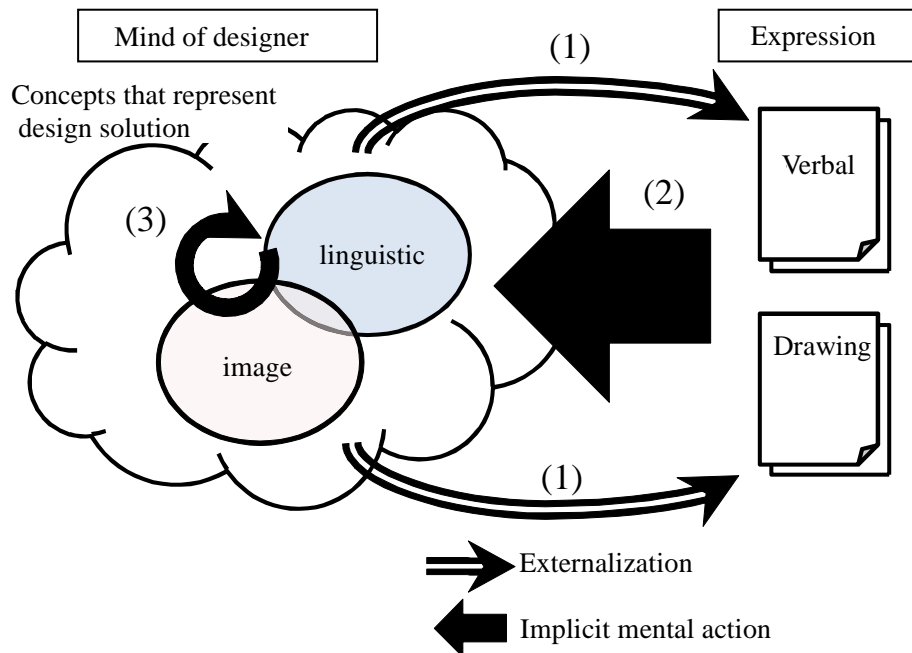 Mind of designer
Expression
(1)
Concepts that represent
design solution
Verbal
(2)
(3)
linguistic
Drawing
image
(1)
Externalization
Implicit mental action